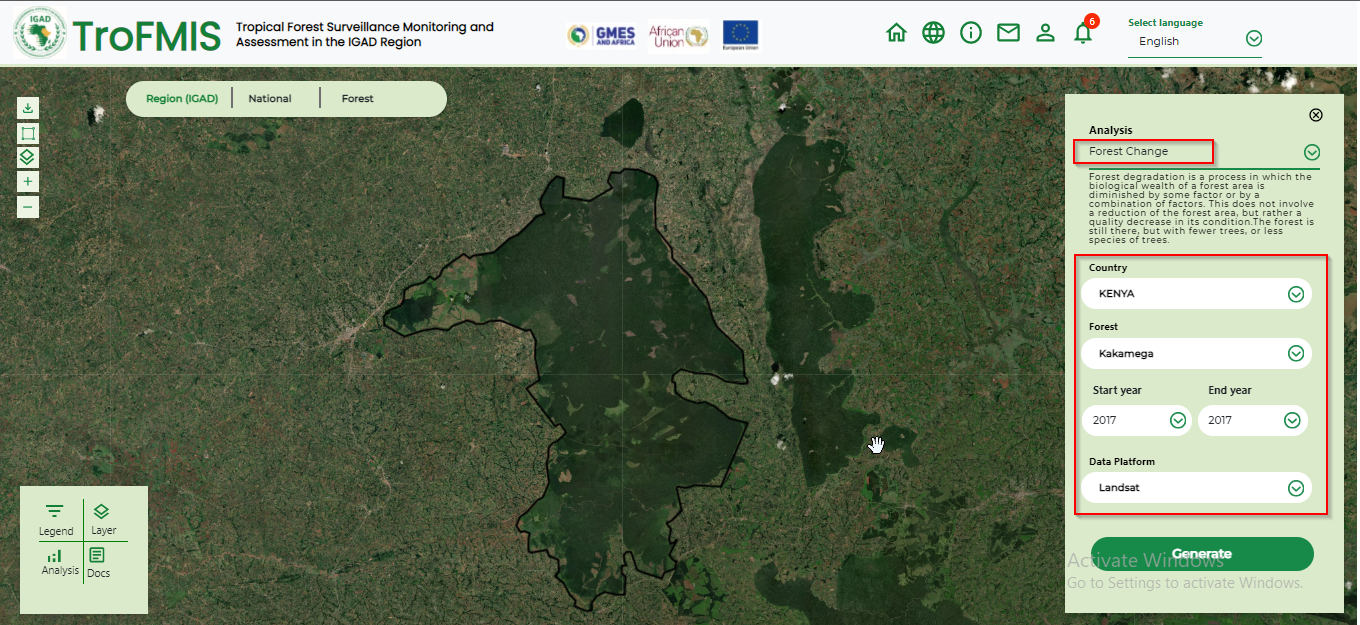 IGAD
TroFMIS
Tropical Forest Surveillance Monitoring and
Assessment in the IGAD Region
GMES
AND AFRICA
African
Union
European Union
6
Select language
English
Region (IGAD)
National
Forest
Analysis
Forest Change
Forest degradation is a process in which the
biological wealth of a forest area is
diminished by some factor or by a
combination of factors. This does not involve
a reduction of the forest area, but rather a
quality decrease in its condition.The forest is
still there, but with fewer trees, or less
species of trees.
Country
KENYA
Forest
Kakamega
Start year
End year
2017
2017
Data Platform
Landsat
Generate
Activate Windows
Go to Settings to activate Windows.
Legend
Layer
Analysis
Docs